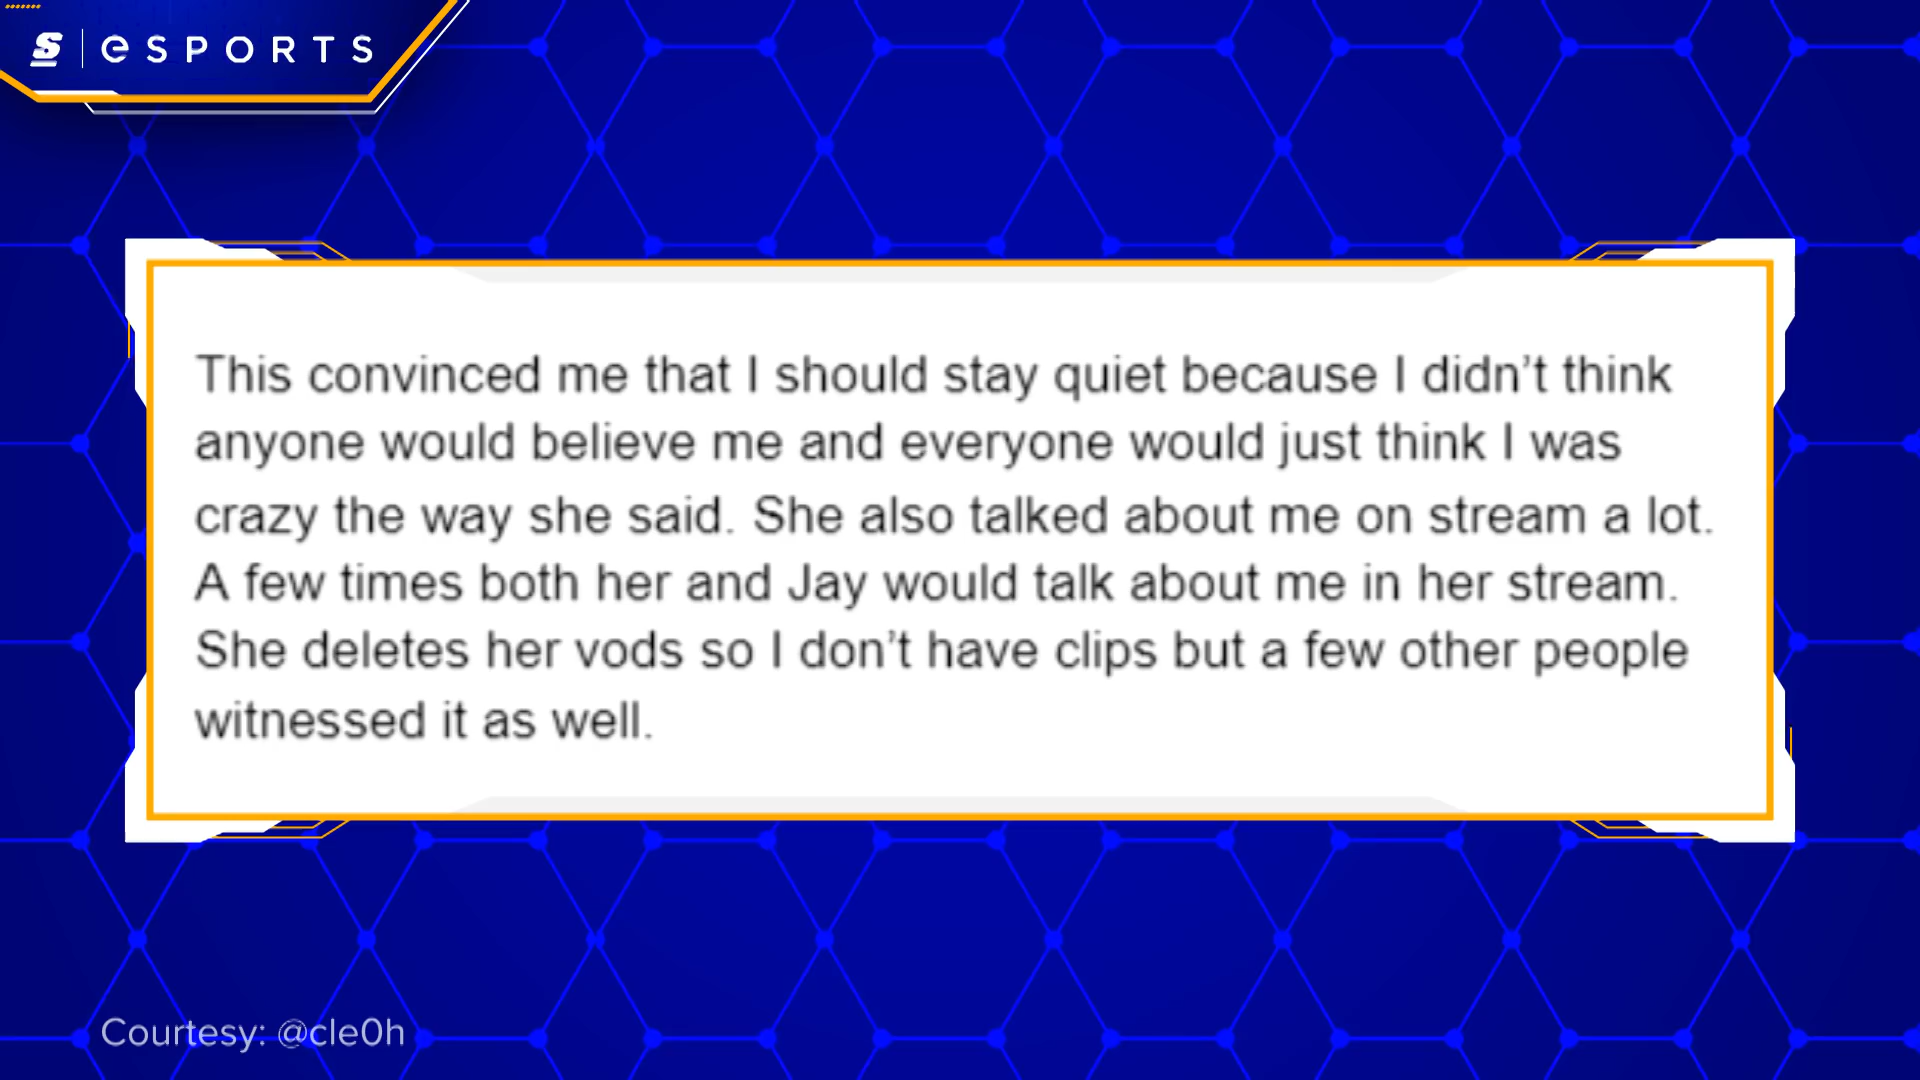 S | eSPORTS
This convinced me that I should stay quiet because I didn’t think
anyone would believe me and everyone would just think I was
crazy the way she said. She also talked about me on stream a lot.
A few times both her and Jay would talk about me in her stream.
She deletes her vods so I don’t have clips but a few other people
witnessed it as well.
Courtesy: @cle0h